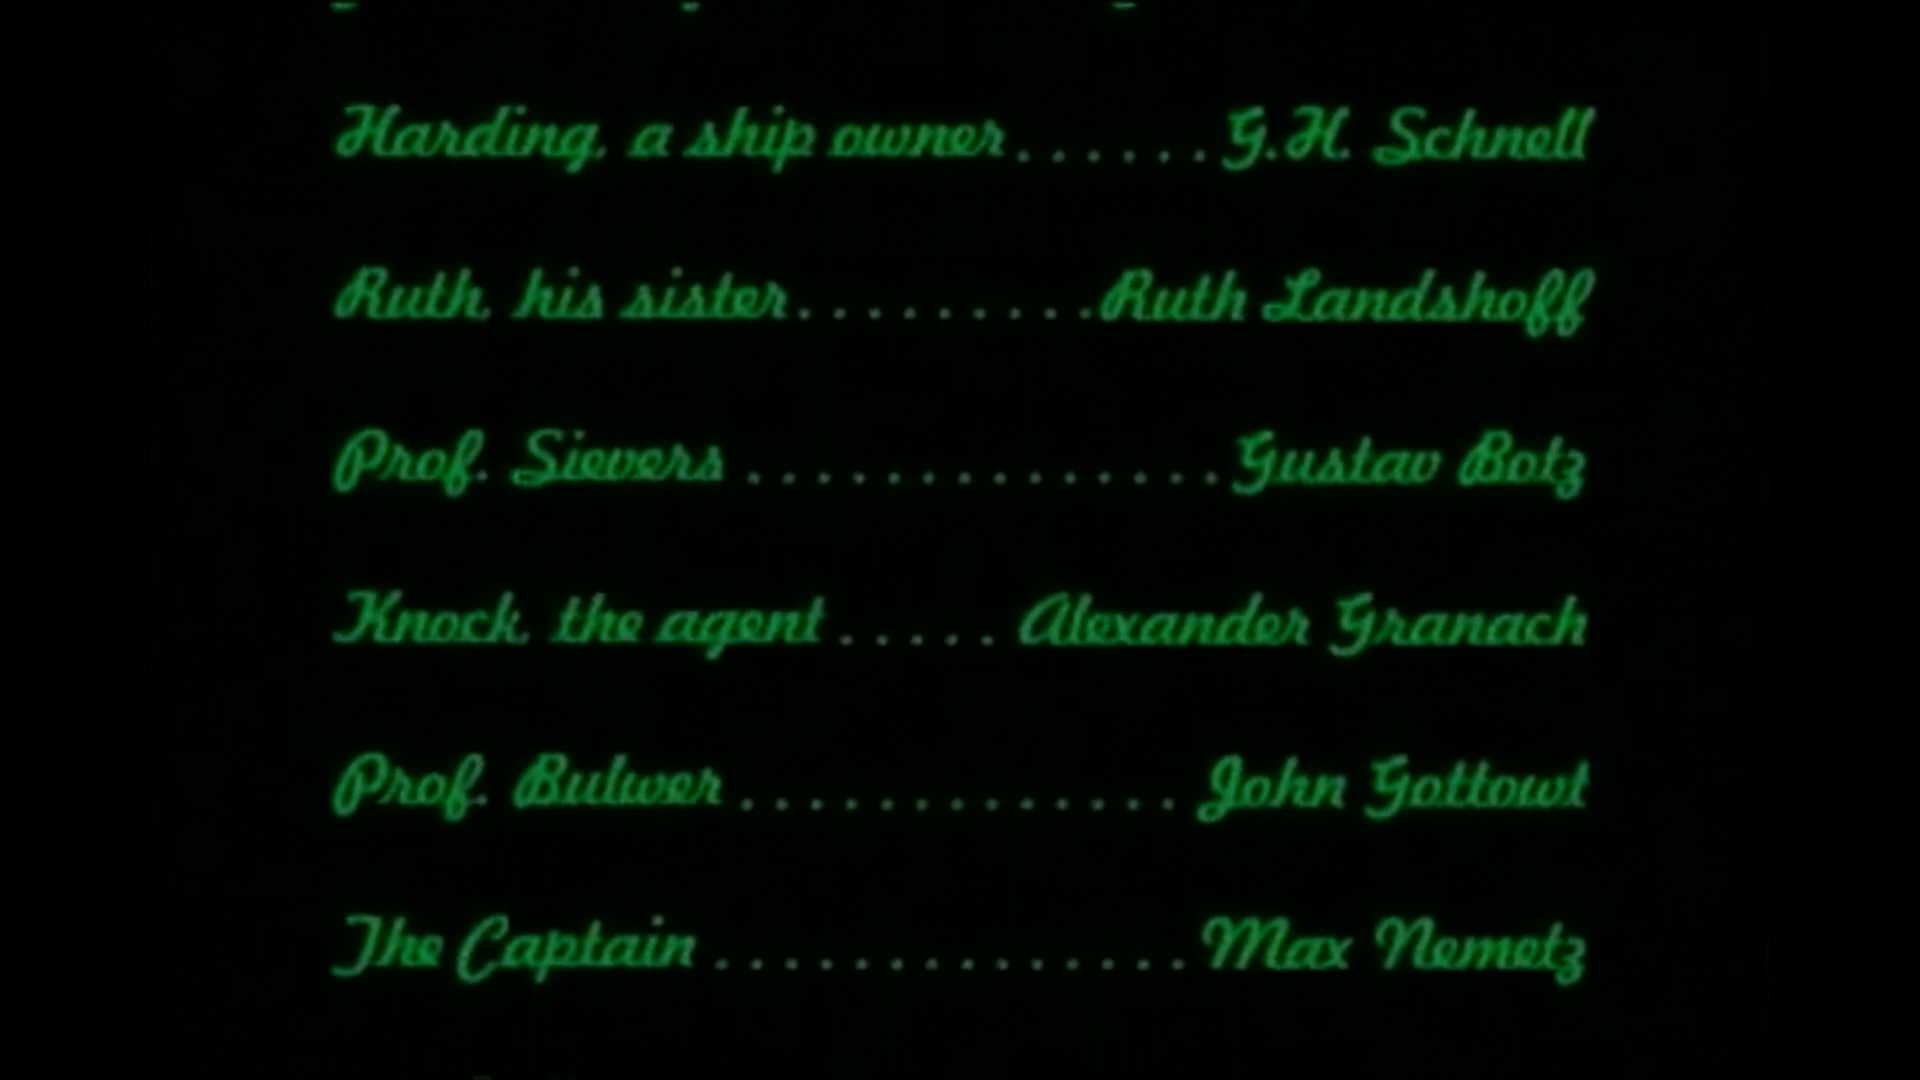 Harding, a ship owner......G.H. Schnell
Ruth, his sister.........Ruth Landshoff
Prof. Sievers..............Gustav Botz
Knock, the agent.....Alexander Granach
Prof. Bulwer.............John Gottowt
The Captain..............Max Nemetz